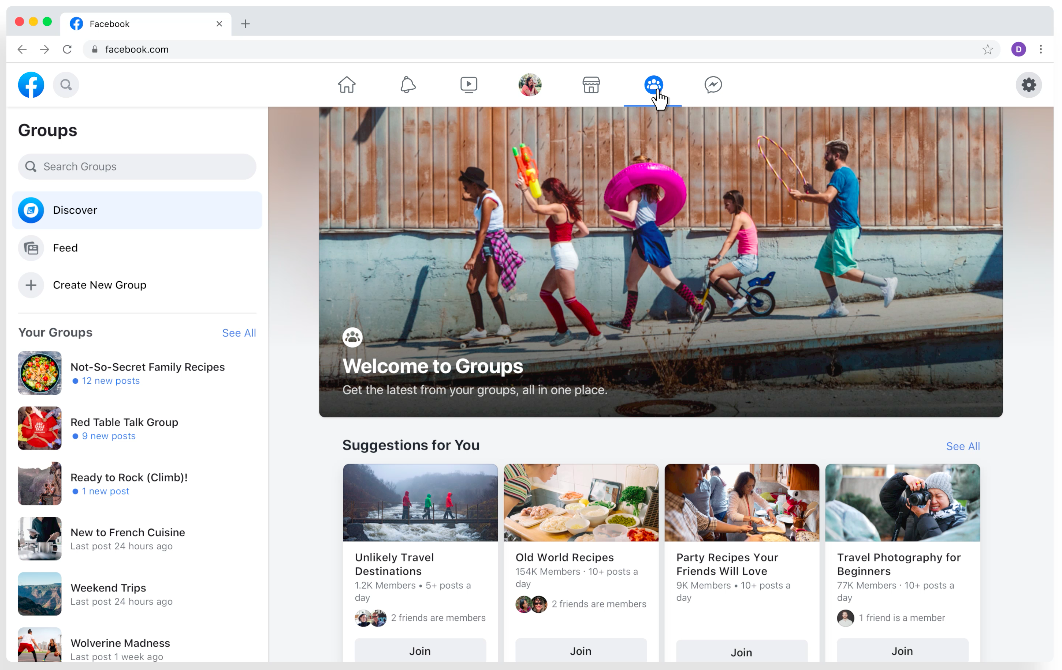 Facebook
facebook.com
D
Groups
Search Groups
Discover
Feed
Create New Group
Your Groups
See All
Not-So-Secret Family Recipes
12 new posts
Red Table Talk Group
9 new posts
Ready to Rock (Climb)!
1 new post
New to French Cuisine
Last post 24 hours ago
Weekend Trips
Last post 24 hours ago
Wolverine Madness
Last post 1 week ago
Welcome to Groups
Get the latest from your groups, all in one place.
Suggestions for You
See All
Unlikely Travel
Destinations
1.2K Members • 5+ posts a
day
2 friends are members
Join
Old World Recipes
154K Members · 10+ posts a
day
2 friends are members
Join
Party Recipes Your
Friends Will Love
9K Members • 10+ posts a
day
Join
Travel Photography for
Beginners
77K Members · 10+ posts a
day
1 friend is a member
Join